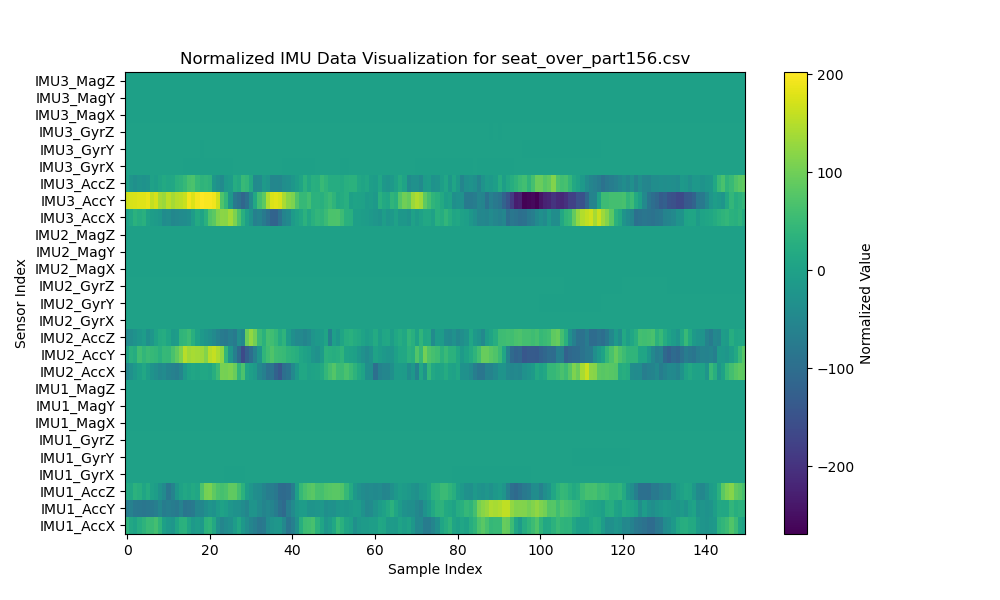 Normalized IMU Data Visualization for seat_over_part156.csv
IMU3_MagZ
IMU3_MagY
IMU3_MagX
IMU3_GyrZ
IMU3_GyrY
IMU3_GyrX
IMU3_AccZ
IMU3_AccY
IMU3_AccX
IMU2_MagZ
IMU2_MagY
IMU2_MagX
IMU2_GyrZ
IMU2_GyrY
IMU2_GyrX
IMU2_AccZ
IMU2_AccY
IMU2_AccX
IMU1_MagZ
IMU1_MagY
IMU1_MagX
IMU1_GyrZ
IMU1_GyrY
IMU1_GyrX
IMU1_AccZ
IMU1_AccY
IMU1_AccX
Sensor Index
0 20 40 60 80 100 120 140
Sample Index
200
100
0
−100
−200
Normalized Value